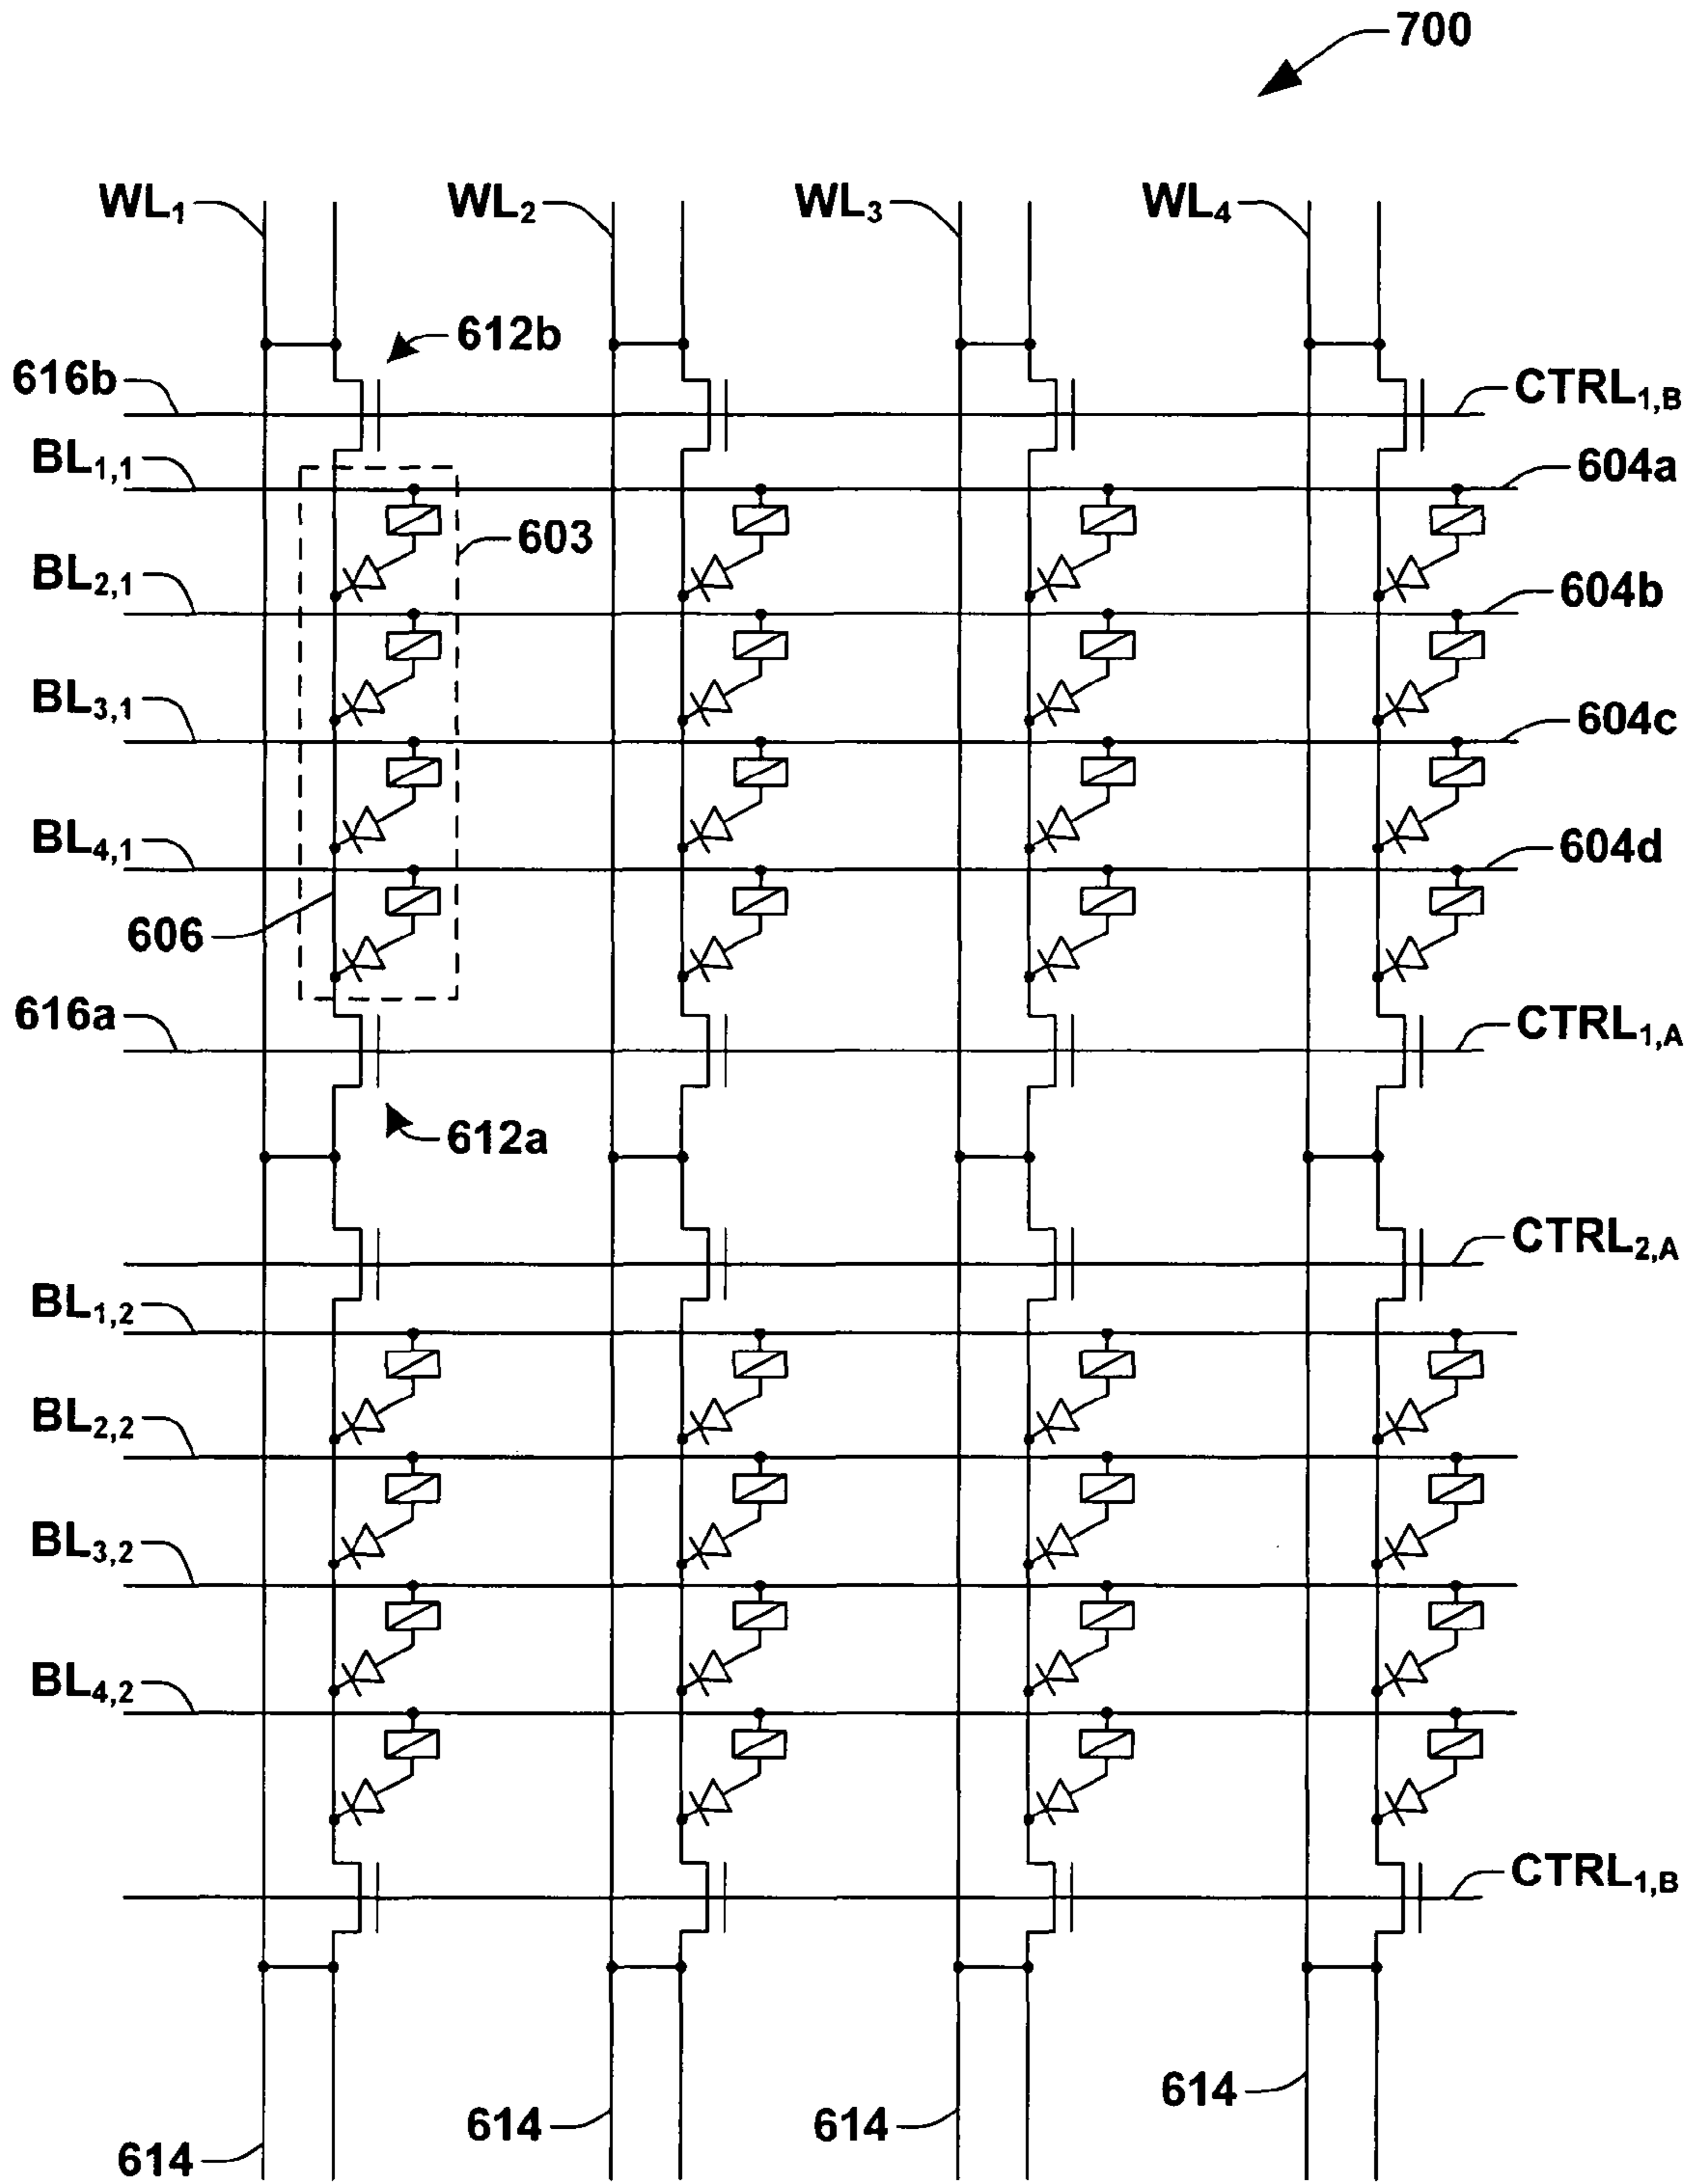 700
WL1 WL2 WL3 WL4
612b
616b CTRL1,B
BL1,1 604a
603
BL2,1 604b
BL3,1 604c
BL4,1 604d
606
616a CTRL1,A
612a
CTRL2,A
BL1,2
BL2,2
BL3,2
BL4,2
CTRL1,B
614 614 614 614